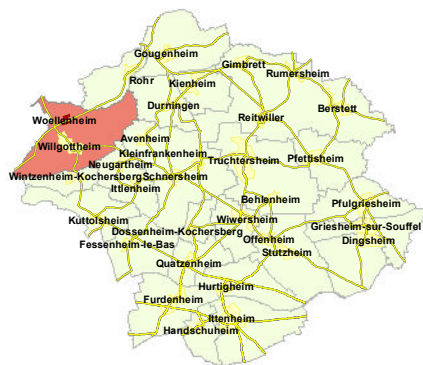 Gougenheim
Gimbrett
Rumersheim
Rohr
Kienheim
Durningen
Berstett
Woellenheim
Reitwiller
Avenheim
Willgottheim
Kleinfrankenheim
Truchtersheim
Pfettisheim
Neugartheim
Wintzenheim-Kochersberg
Schnersheim
Ittlenheim
Behlenheim
Pfulgriesheim
Kuttolsheim
Wiwersheim
Griesheim-sur-Souffel
Dossenheim-Kochersberg
Offenheim
Dingsheim
Fessenheim-le-Bas
Stutzheim
Quatzenheim
Hurtigheim
Furdenheim
Ittenheim
Handschuheim